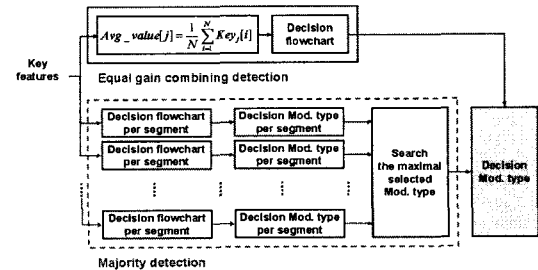 Avg_value[j] = \frac{1}{N} \sum_{i=1}^{N} Key_j[i]
Decision
flowchart
Key
features
Equal gain combining detection
Decision flowchart
per segment
Decision Mod. type
per segment
Decision flowchart
per segment
Decision Mod. type
per segment
Search
the maximal
selected
Mod. type
Decision
Mod. type
Decision flowchart
per segment
Decision Mod. type
per segment
Majority detection